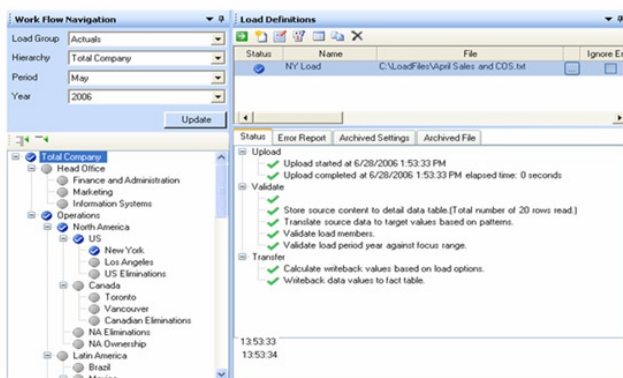 Work Flow Navigation
Load Group Actuals
Hierarchy Total Company
Period May
Year 2006
Update
Total Company
Head Office
Finance and Administration
Marketing
Information Systems
Operations
North America
US
New York
Los Angeles
US Eliminations
Canada
Toronto
Vancouver
Canadian Eliminations
NA Eliminations
NA Ownership
Latin America
Brazil
Mexico
Load Definitions
Status Name File Ignore Er
NY Load C:\LoadFiles\April Sales and COS.txt ...
Status Error Report Archived Settings Archived File
Upload
Upload started at 6/28/2006 1:53:33 PM
Upload completed at 6/28/2006 1:53:33 PM elapsed time: 0 seconds
Validate
Store source content to detail data table.(Total number of 20 rows read.)
Translate source data to target values based on patterns.
Validate load members.
Validate load period year against focus range.
Transfer
Calculate writeback values based on load options.
Writeback data values to fact table.
13:53:33
13:53:34